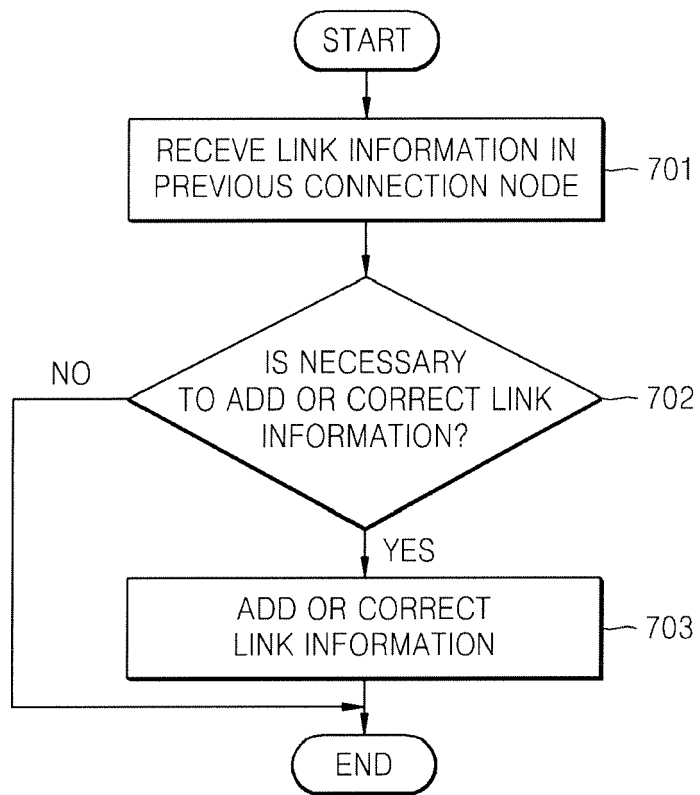 START
RECEVE LINK INFORMATION IN
PREVIOUS CONNECTION NODE
701
IS NECESSARY
TO ADD OR CORRECT LINK
INFORMATION?
702
NO
YES
ADD OR CORRECT
LINK INFORMATION
703
END